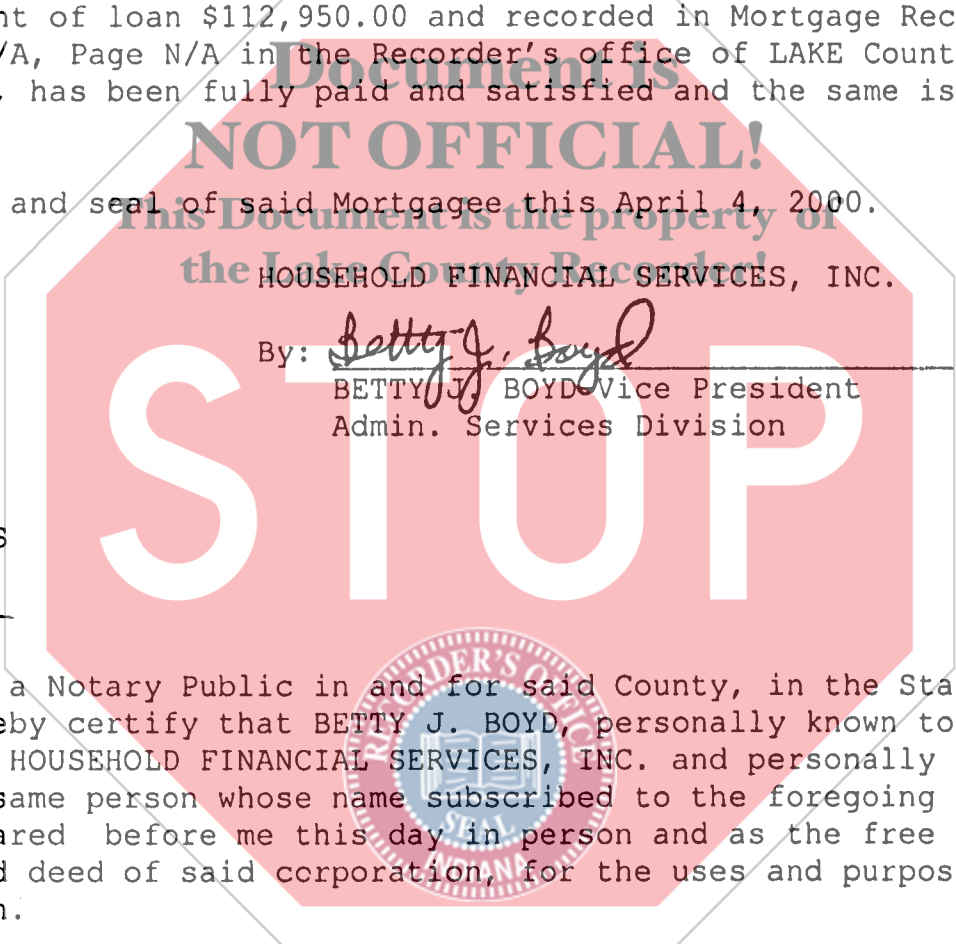 nt of loan $112,950.00 and recorded in Mortgage Rec
/A, Page N/A in the Recorder's office of LAKE Count
Document is
, has been fully paid and satisfied and the same is
NOT OFFICIAL!
and seal of said Mortgagee this April 4, 2000.
This Document is the property of
the Lake County Recorder!
HOUSEHOLD FINANCIAL SERVICES, INC.
By: Betty J. Boyd
BETTY J. BOYD Vice President
Admin. Services Division
STOP
S
RECORDER'S OFFICE
a Notary Public in and for said County, in the Sta
eby certify that BETTY J. BOYD, personally known to
HOUSEHOLD FINANCIAL SERVICES, INC. and personally
same person whose name subscribed to the foregoing
ared before me this day in person and as the free
SEAL
d deed of said corporation, for the uses and purpos
INDIANA
n.